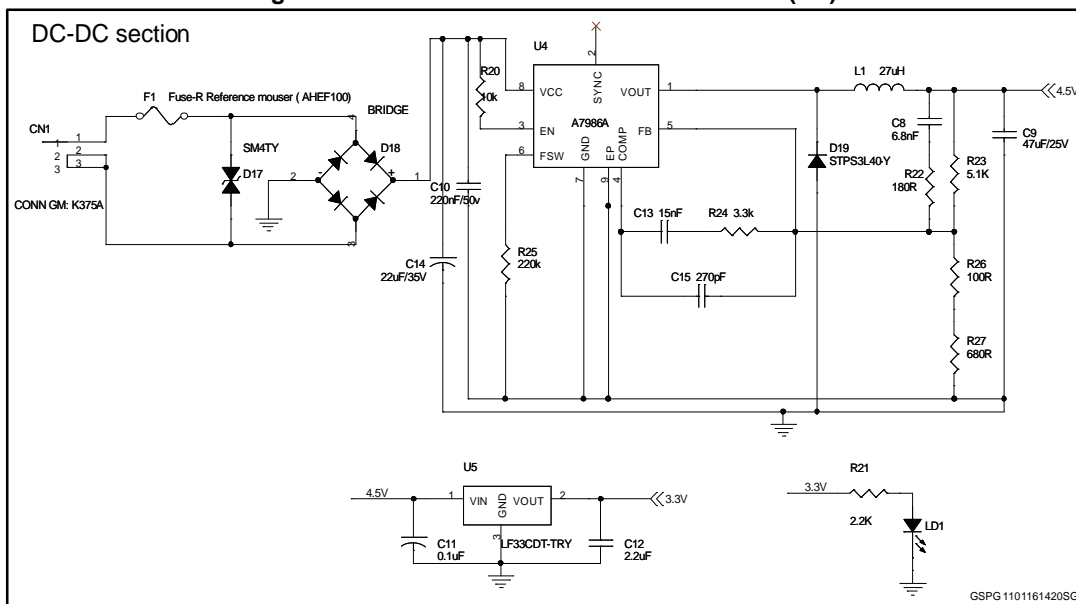 DC-DC section
F1 Fuse-R Reference mouser ( AHEF100)
BRIDGE
CN1
1
1
2
2
3
3
CONN GM: K375A
SM4TY
D17
4
D18
2
-
+
1
3
R20
10k
C10
220nF/50v
C14
22uF/35V
R25
220k
U4
2
SYNC
8
VCC
VOUT
1
A7986A
3
EN
FB
5
6
FSW
GND
EP
COMP
7
9
4
C13 15nF
R24 3.3k
C15 270pF
D19
STPS3L40-Y
L1 27uH
4.5V
C8
6.8nF
R22
180R
R23
5.1K
C9
47uF/25V
R26
100R
R27
680R
U5
4.5V
1
VIN
GND
VOUT
2
3.3V
3
LF33CDT-TRY
C11
0.1uF
C12
2.2uF
R21
3.3V
2.2K
LD1
GSPG1101161420SG